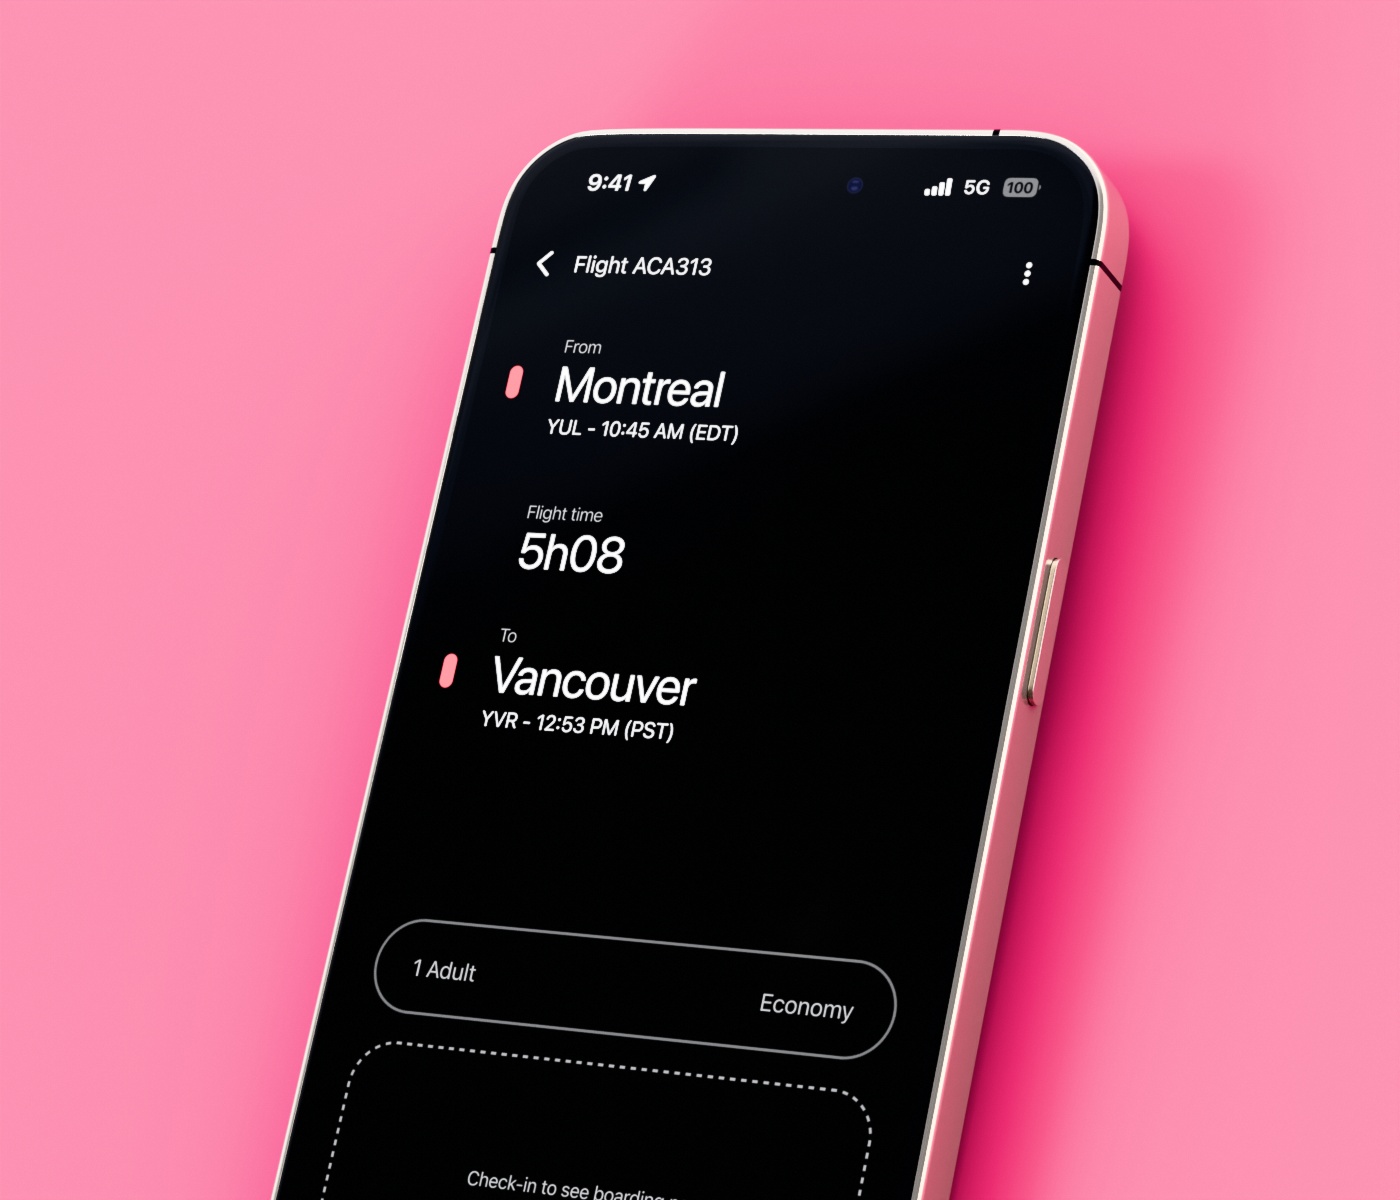 9:41
5G
100
Flight ACA313
From
Montreal
YUL - 10:45 AM (EDT)
Flight time
5h08
To
Vancouver
YVR - 12:53 PM (PST)
1 Adult
Economy
Check-in to see boarding